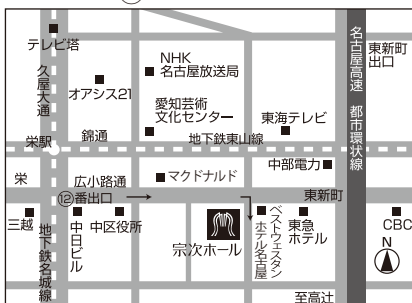 テレビ塔
久屋大通
オアシス21
NHK
名古屋放送局
愛知芸術
文化センター
東海テレビ
名古屋高速 都市環状線
東新町
出口
栄駅
錦通
地下鉄東山線
中部電力
栄
広小路通
マクドナルド
東新町
⑫番出口
三越
地下鉄名城線
中日ビル
中区役所
宗次ホール
ベストウェスタン
ホテル名古屋
東急
ホテル
CBC
N
至高辻